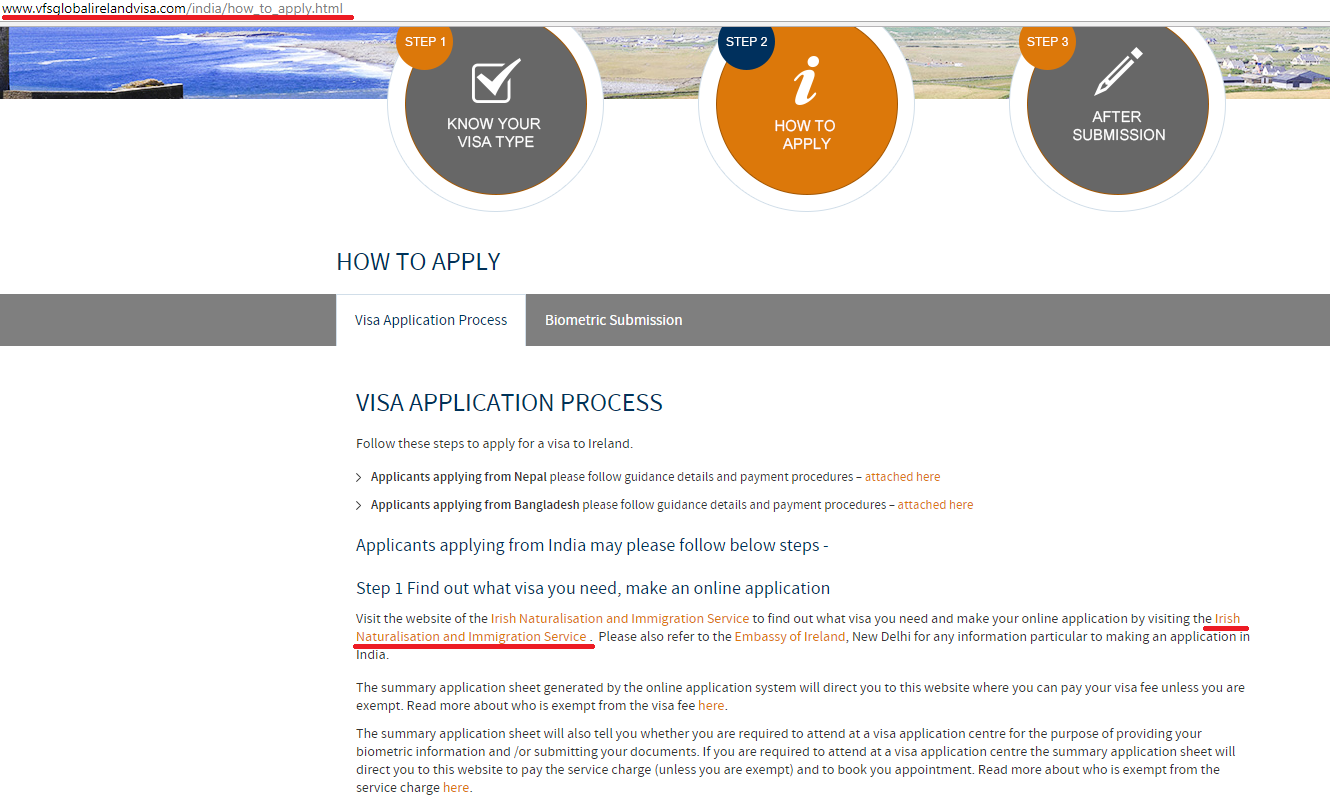 www.vfsglobalirelandvisa.com/india/how_to_apply.html
STEP 1
STEP 2
STEP 3
KNOW YOUR
VISA TYPE
HOW TO
APPLY
AFTER
SUBMISSION
HOW TO APPLY
Visa Application Process
Biometric Submission
VISA APPLICATION PROCESS
Follow these steps to apply for a visa to Ireland.
Applicants applying from Nepal please follow guidance details and payment procedures – attached here
Applicants applying from Bangladesh please follow guidance details and payment procedures – attached here
Applicants applying from India may please follow below steps -
Step 1 Find out what visa you need, make an online application
Visit the website of the Irish Naturalisation and Immigration Service to find out what visa you need and make your online application by visiting the Irish
Naturalisation and Immigration Service . Please also refer to the Embassy of Ireland, New Delhi for any information particular to making an application in
India.
The summary application sheet generated by the online application system will direct you to this website where you can pay your visa fee unless you are
exempt. Read more about who is exempt from the visa fee here.
The summary application sheet will also tell you whether you are required to attend at a visa application centre for the purpose of providing your
biometric information and /or submitting your documents. If you are required to attend at a visa application centre the summary application sheet will
direct you to this website to pay the service charge (unless you are exempt) and to book you appointment. Read more about who is exempt from the
service charge here.